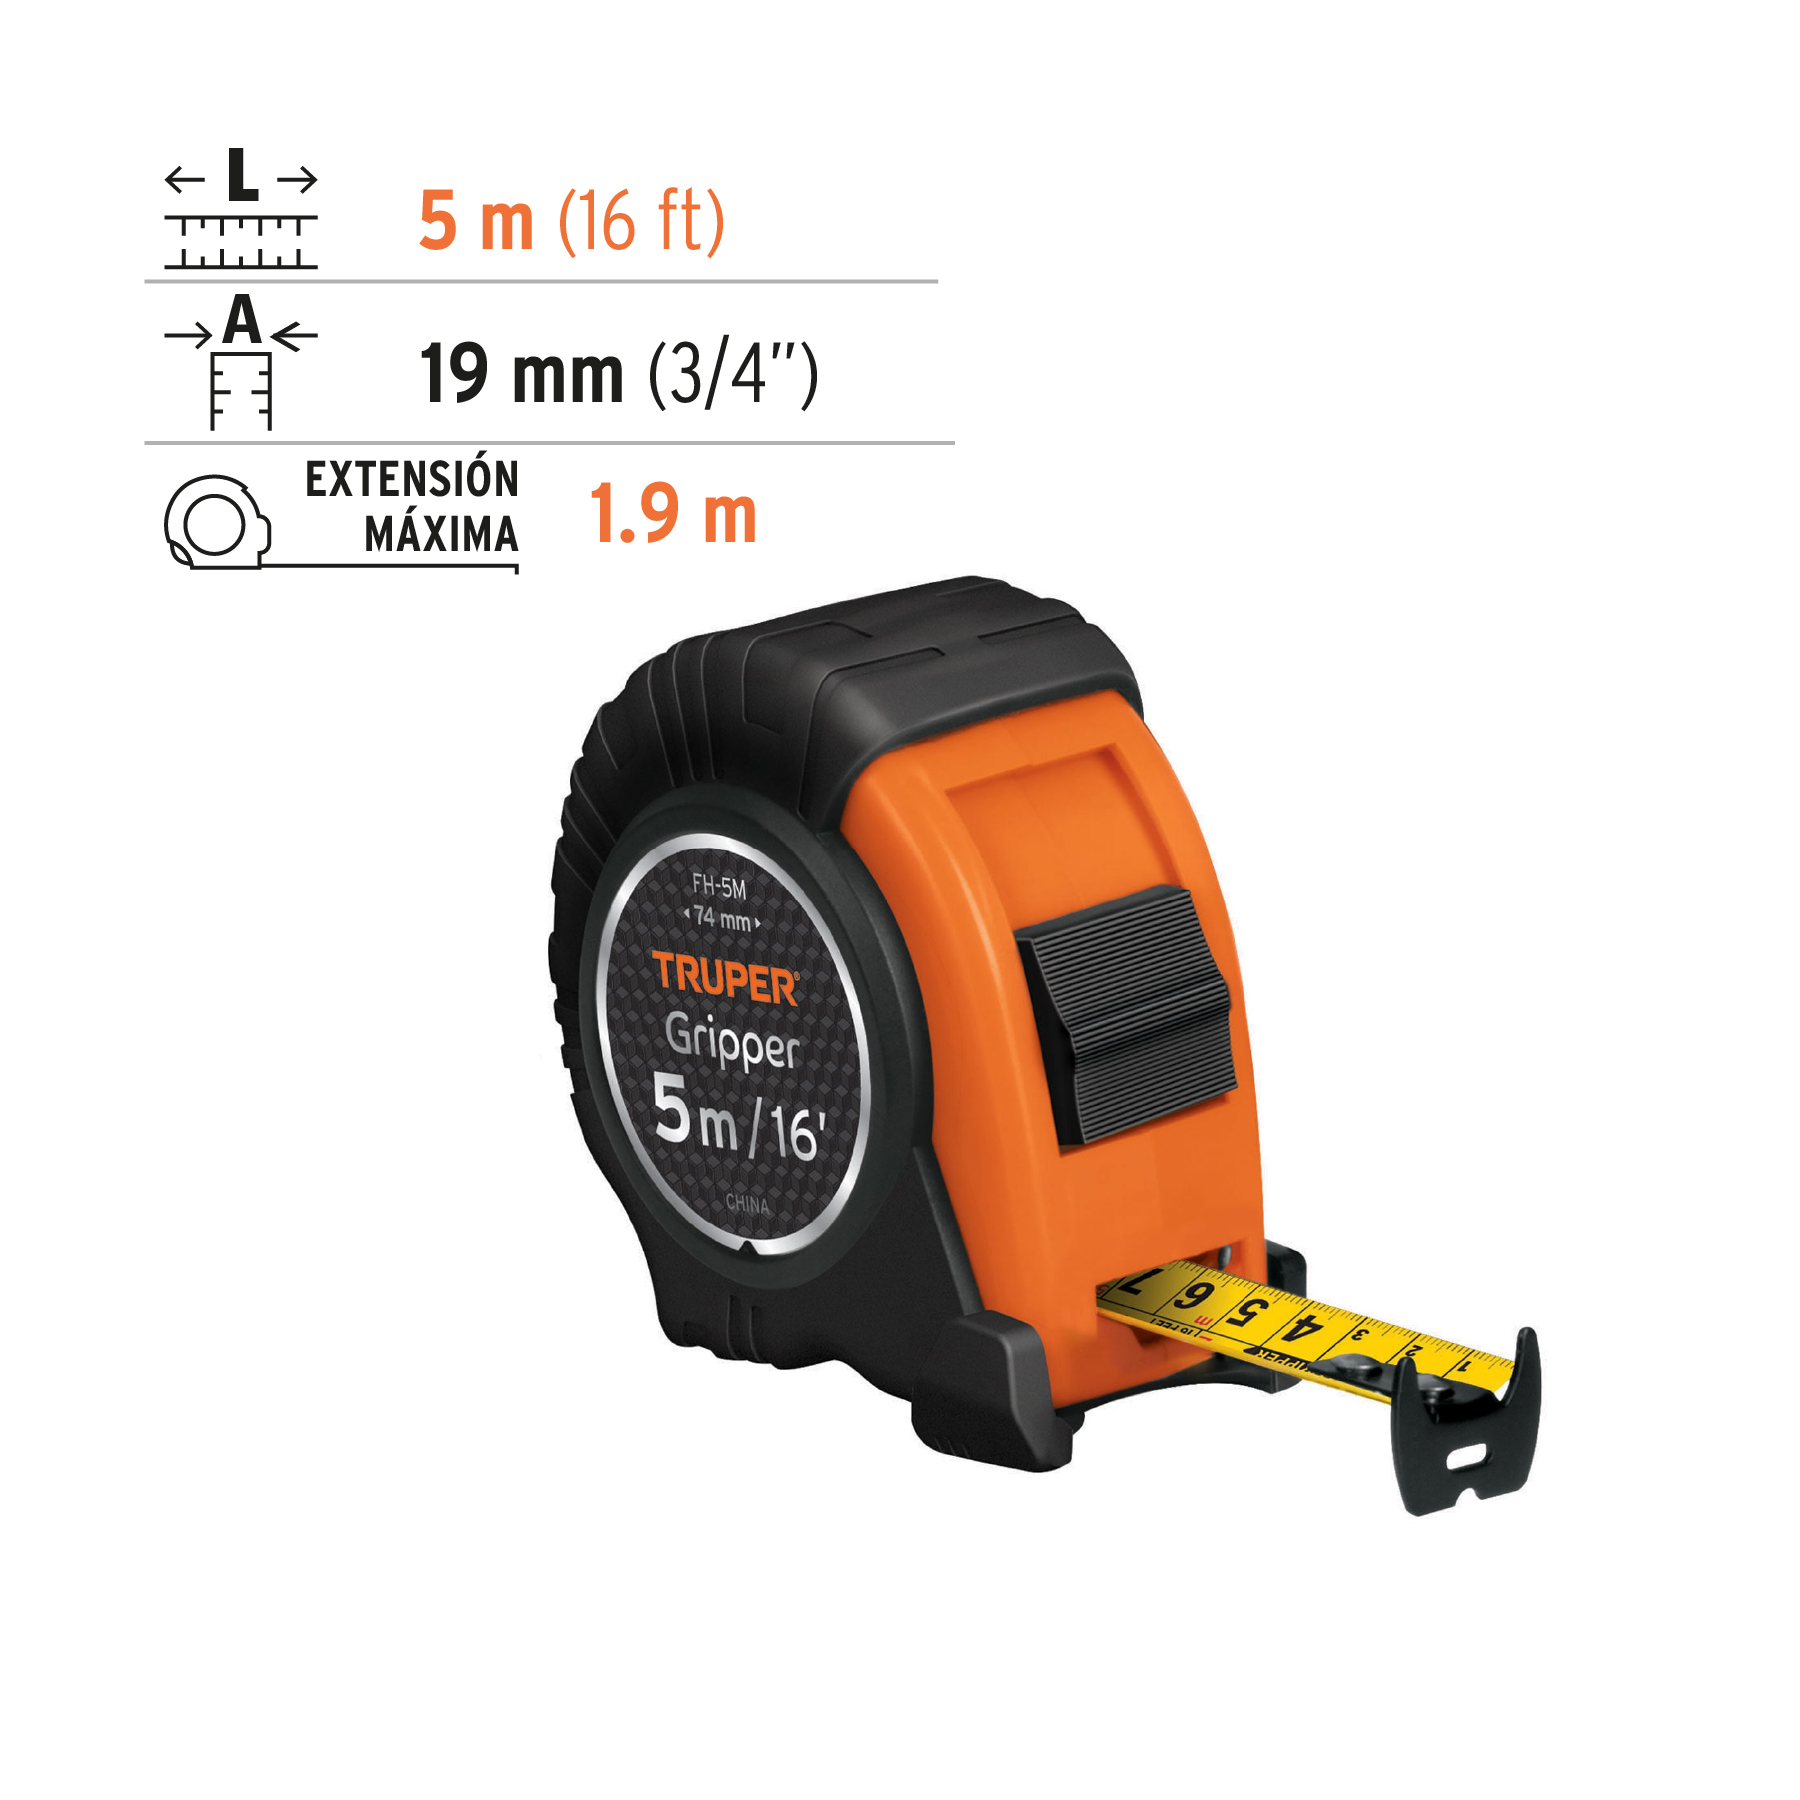 L
5 m (16 ft)
A
19 mm (3/4")
EXTENSIÓN
MÁXIMA
1.9 m
FH-5M
74 mm
TRUPER®
Gripper
5m/16'
CHINA
7 6 5 4 3 2 1
m